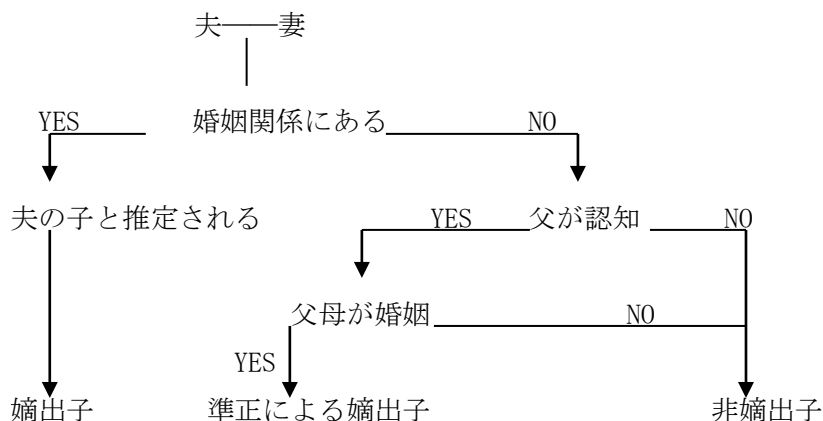 夫――妻
YES 婚姻関係にある NO
夫の子と推定される YES 父が認知 NO
父母が婚姻 NO
YES
嫡出子 準正による嫡出子 非嫡出子